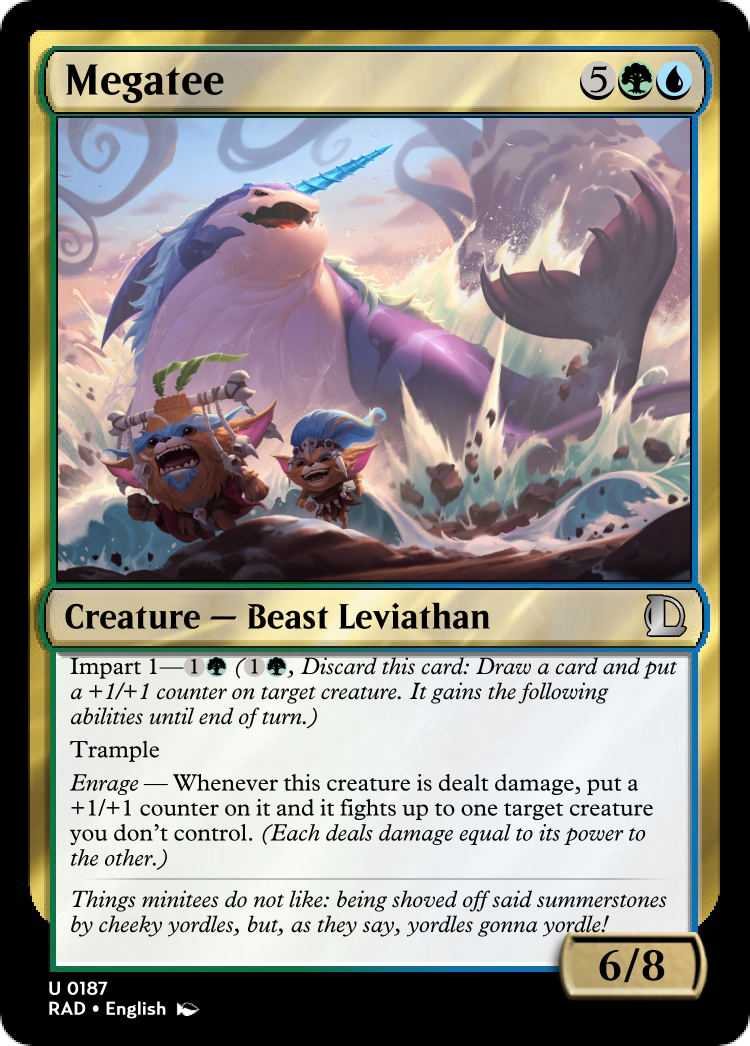 Megatee 5
Creature — Beast Leviathan
Impart 1—1 (1, Discard this card: Draw a card and put
a +1/+1 counter on target creature. It gains the following
abilities until end of turn.)
Trample
Enrage — Whenever this creature is dealt damage, put a
+1/+1 counter on it and it fights up to one target creature
you don't control. (Each deals damage equal to its power to
the other.)
Things minitees do not like: being shoved off said summerstones
by cheeky yordles, but, as they say, yordles gonna yordle!
6/8
U 0187
RAD • English